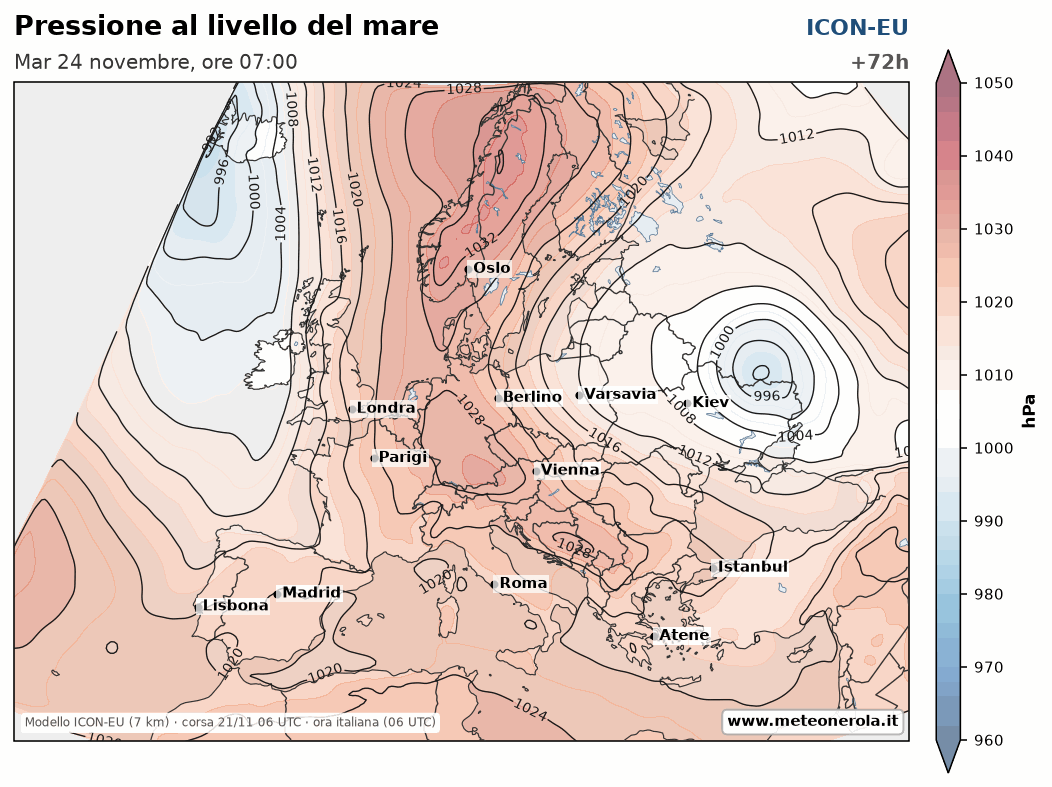 Pressione al livello del mare
ICON-EU
Mar 24 novembre, ore 07:00
+72h
1024
1028
1008
1012
996
1000
1004
1012
1016
1020
1020
1032
Oslo
1000
996
1004
Londra
Berlino
Varsavia
Kiev
1028
1008
1016
1012
Parigi
Vienna
1028
1020
Roma
Istanbul
Madrid
Lisbona
Atene
1020
1020
1024
Modello ICON-EU (7 km) · corsa 21/11 06 UTC · ora italiana (06 UTC)
www.meteonerola.it
1050
1040
1030
1020
1010
1000
990
980
970
960
hPa